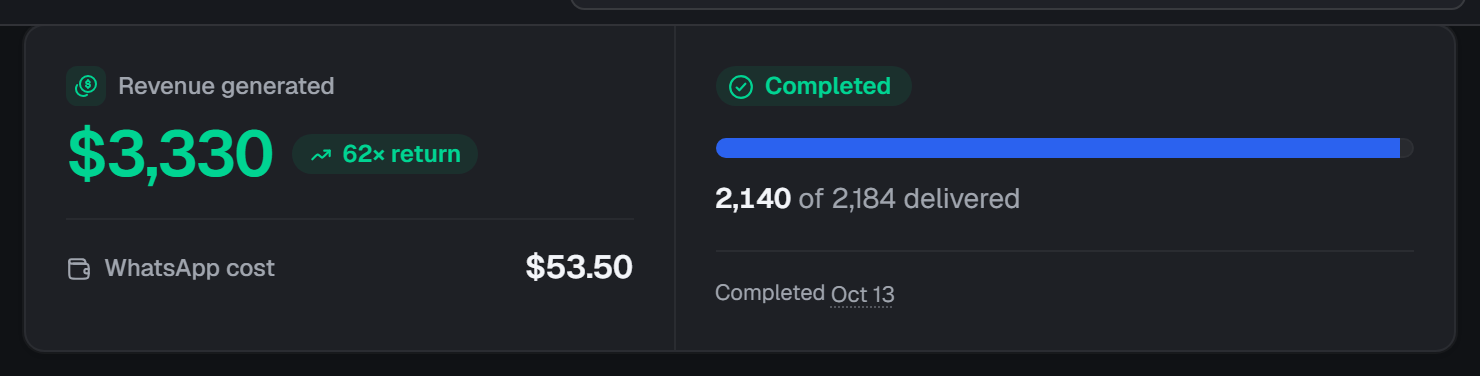 Revenue generated
$3,330
62× return
WhatsApp cost
$53.50
Completed
2,140 of 2,184 delivered
Completed Oct 13